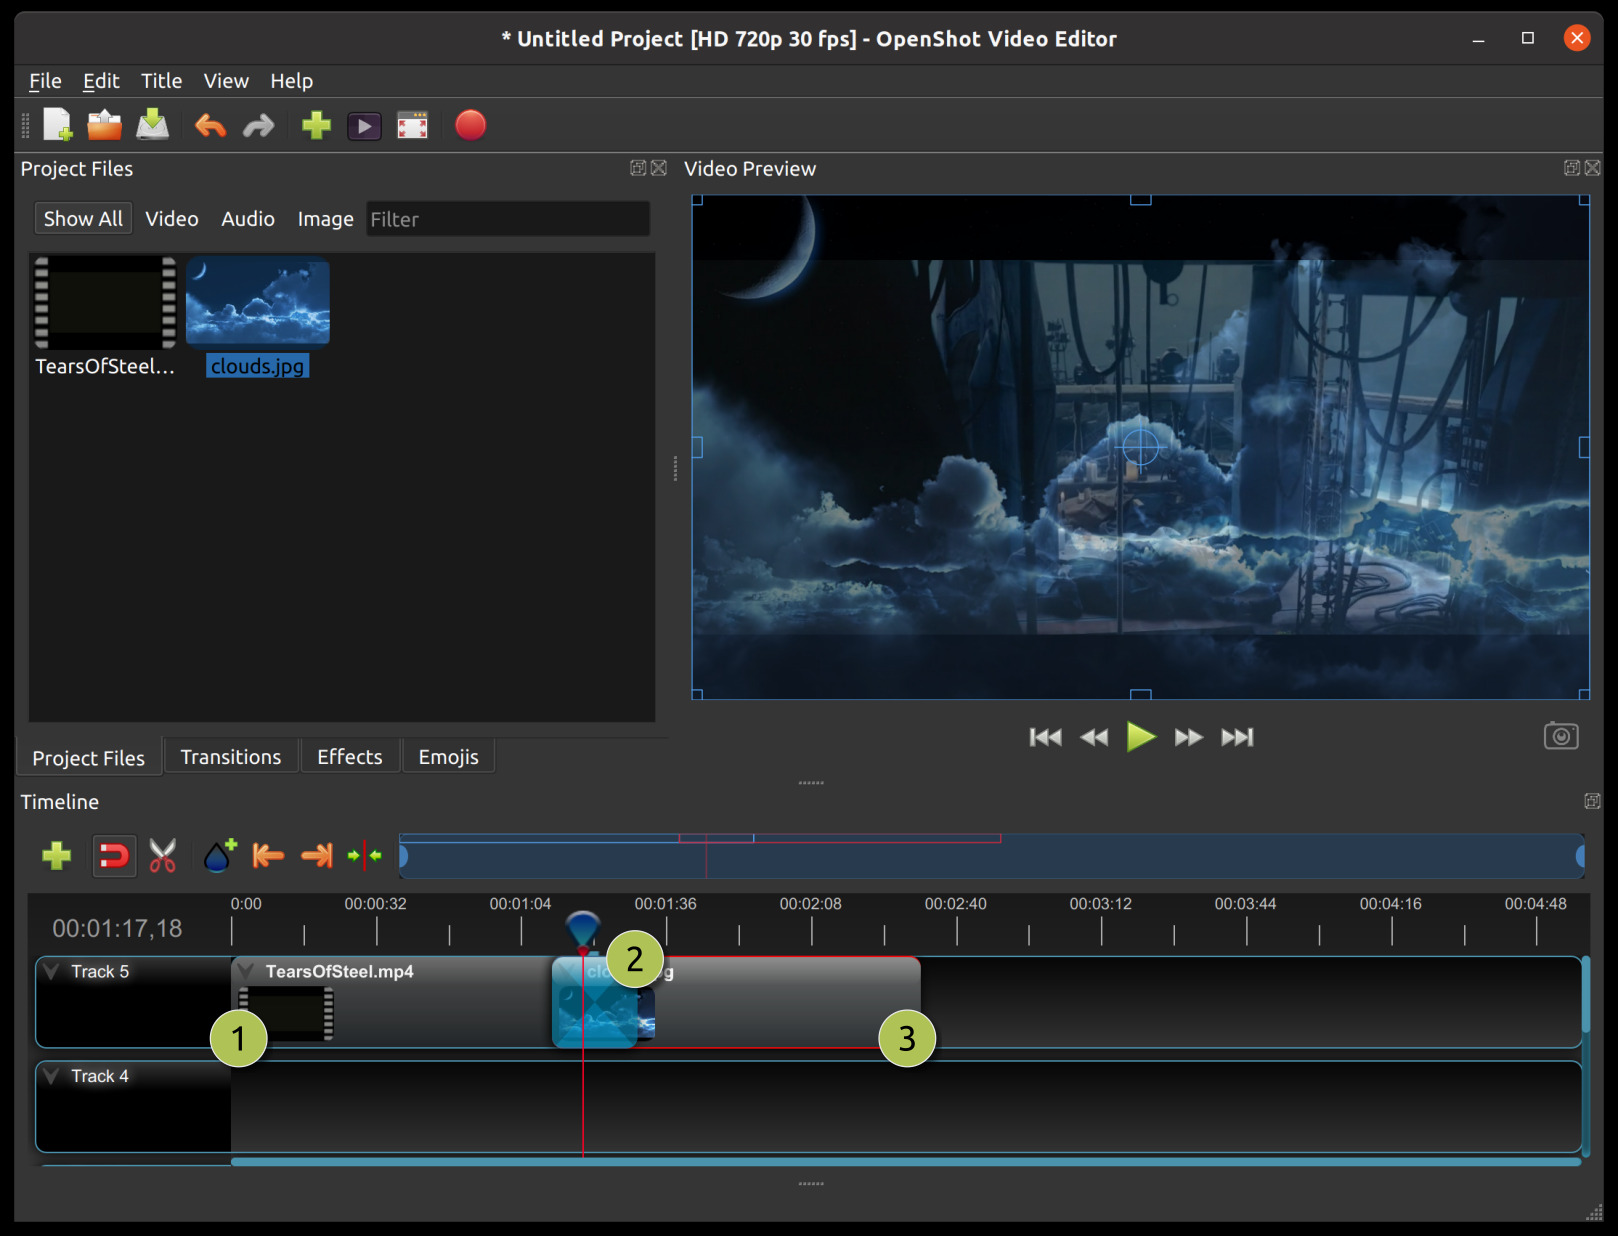 * Untitled Project [HD 720p 30 fps] - OpenShot Video Editor
File Edit Title View Help
Project Files
Video Preview
Show All Video Audio Image Filter
TearsOfSteel...
clouds.jpg
Project Files Transitions Effects Emojis
Timeline
0:00 00:00:32 00:01:04 00:01:36 00:02:08 00:02:40 00:03:12 00:03:44 00:04:16 00:04:48
00:01:17,18
2
Track 5
TearsOfSteel.mp4
1
3
Track 4